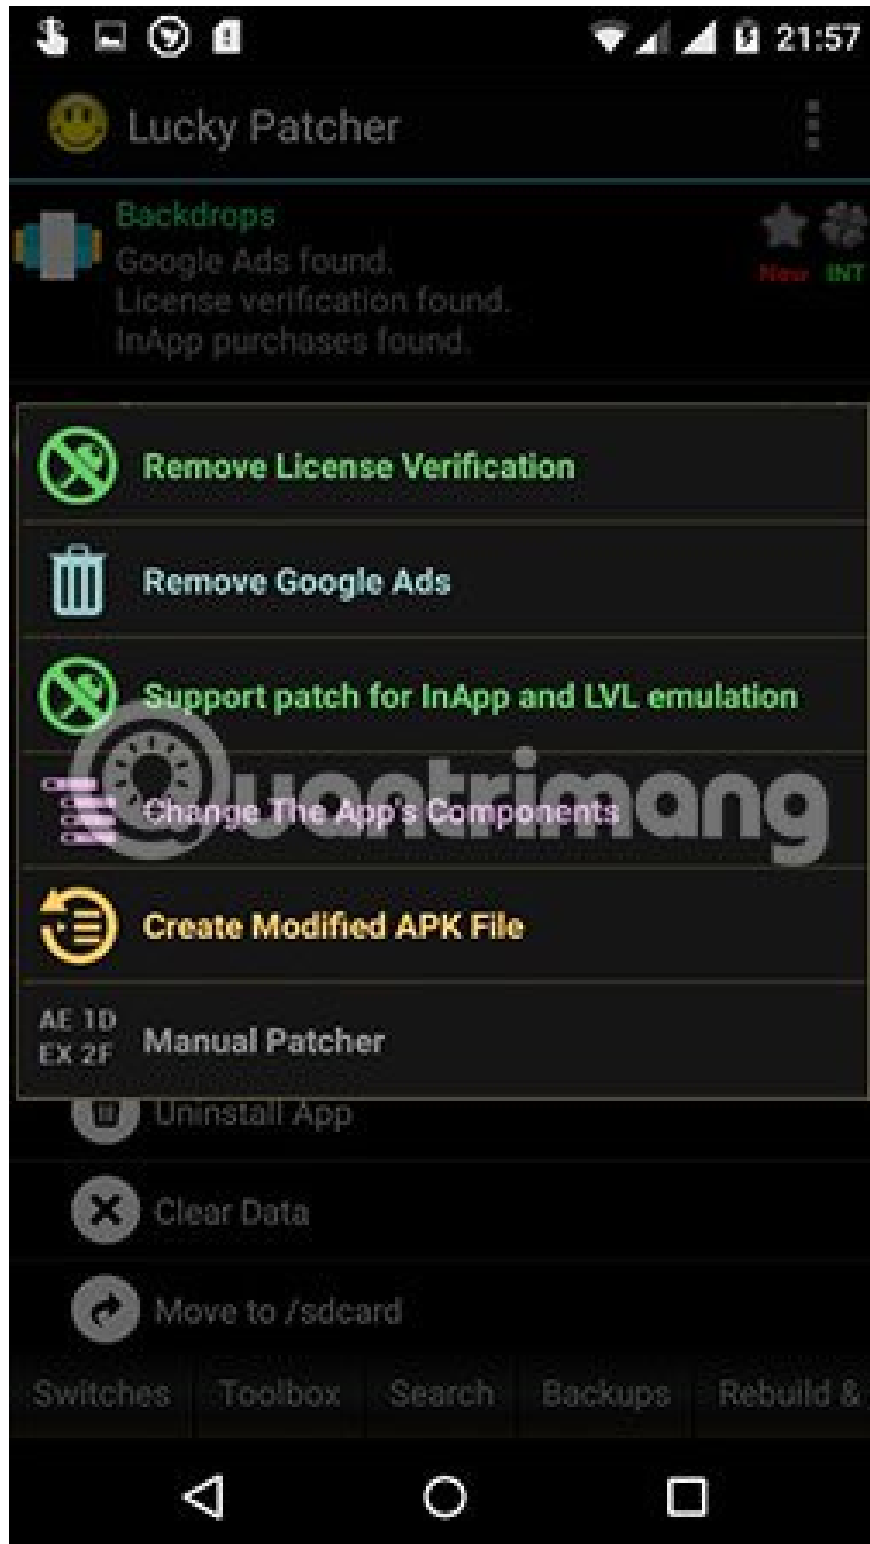 21:57
Lucky Patcher
Backdrops
Google Ads found.
License verification found.
InApp purchases found.
New INT
Remove License Verification
Remove Google Ads
Support patch for InApp and LVL emulation
Change The App's Components
Quantrimang
Create Modified APK File
AE 1D
EX 2F
Manual Patcher
Uninstall App
Clear Data
Move to /sdcard
Switches Toolbox Search Backups Rebuild &